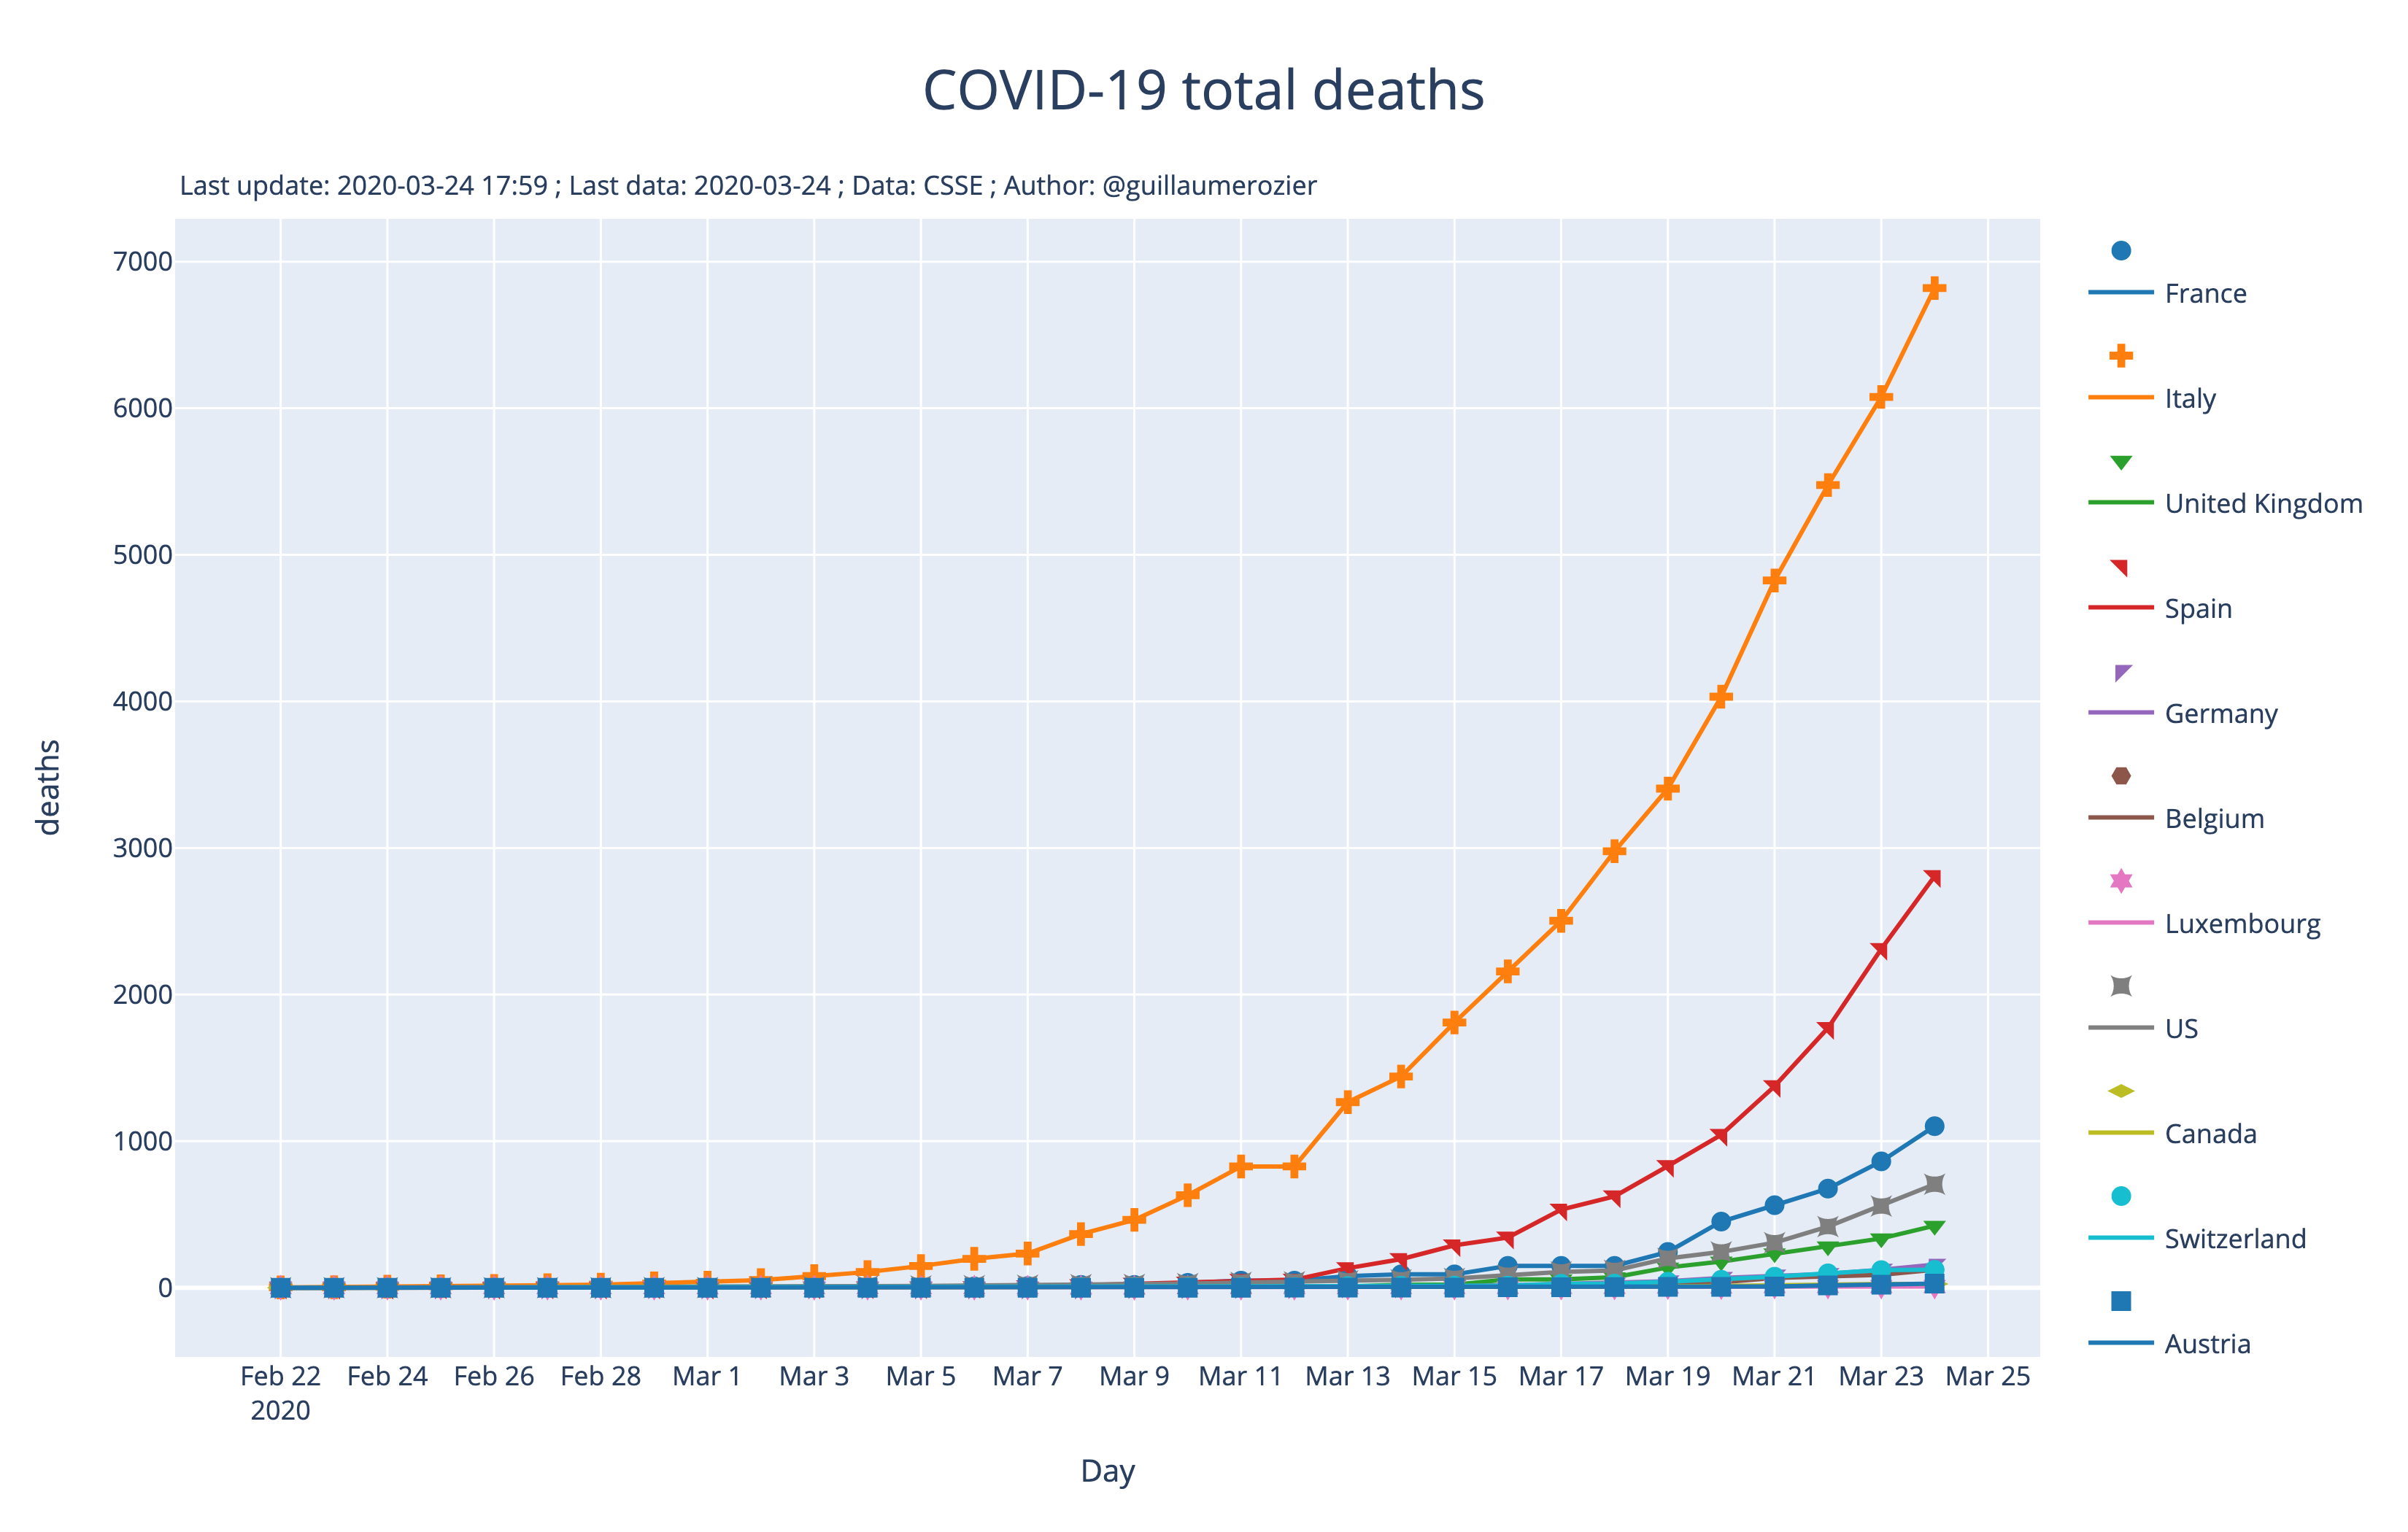 COVID-19 total deaths
Last update: 2020-03-24 17:59 ; Last data: 2020-03-24 ; Data: CSSE ; Author: @guillaumerozier
7000
6000
5000
4000
3000
2000
1000
0
deaths
Feb 22 Feb 24 Feb 26 Feb 28 Mar 1 Mar 3 Mar 5 Mar 7 Mar 9 Mar 11 Mar 13 Mar 15 Mar 17 Mar 19 Mar 21 Mar 23 Mar 25
2020
Day
France
Italy
United Kingdom
Spain
Germany
Belgium
Luxembourg
US
Canada
Switzerland
Austria